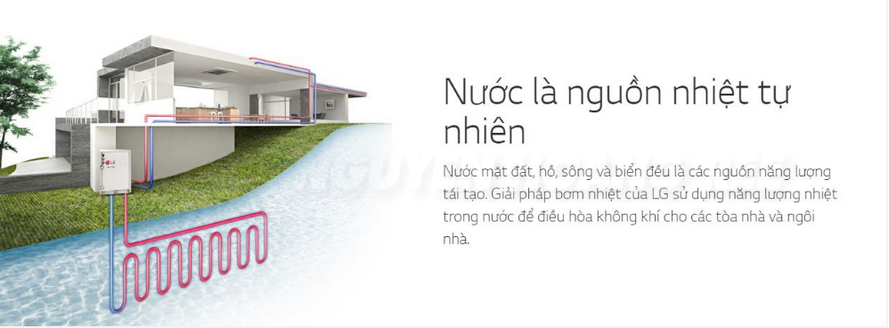 Nước là nguồn nhiệt tự
nhiên
Nước mặt đất, hồ, sông và biển đều là các nguồn năng lượng
tái tạo. Giải pháp bơm nhiệt của LG sử dụng năng lượng nhiệt
trong nước để điều hòa không khí cho các tòa nhà và ngôi
nhà.
LG